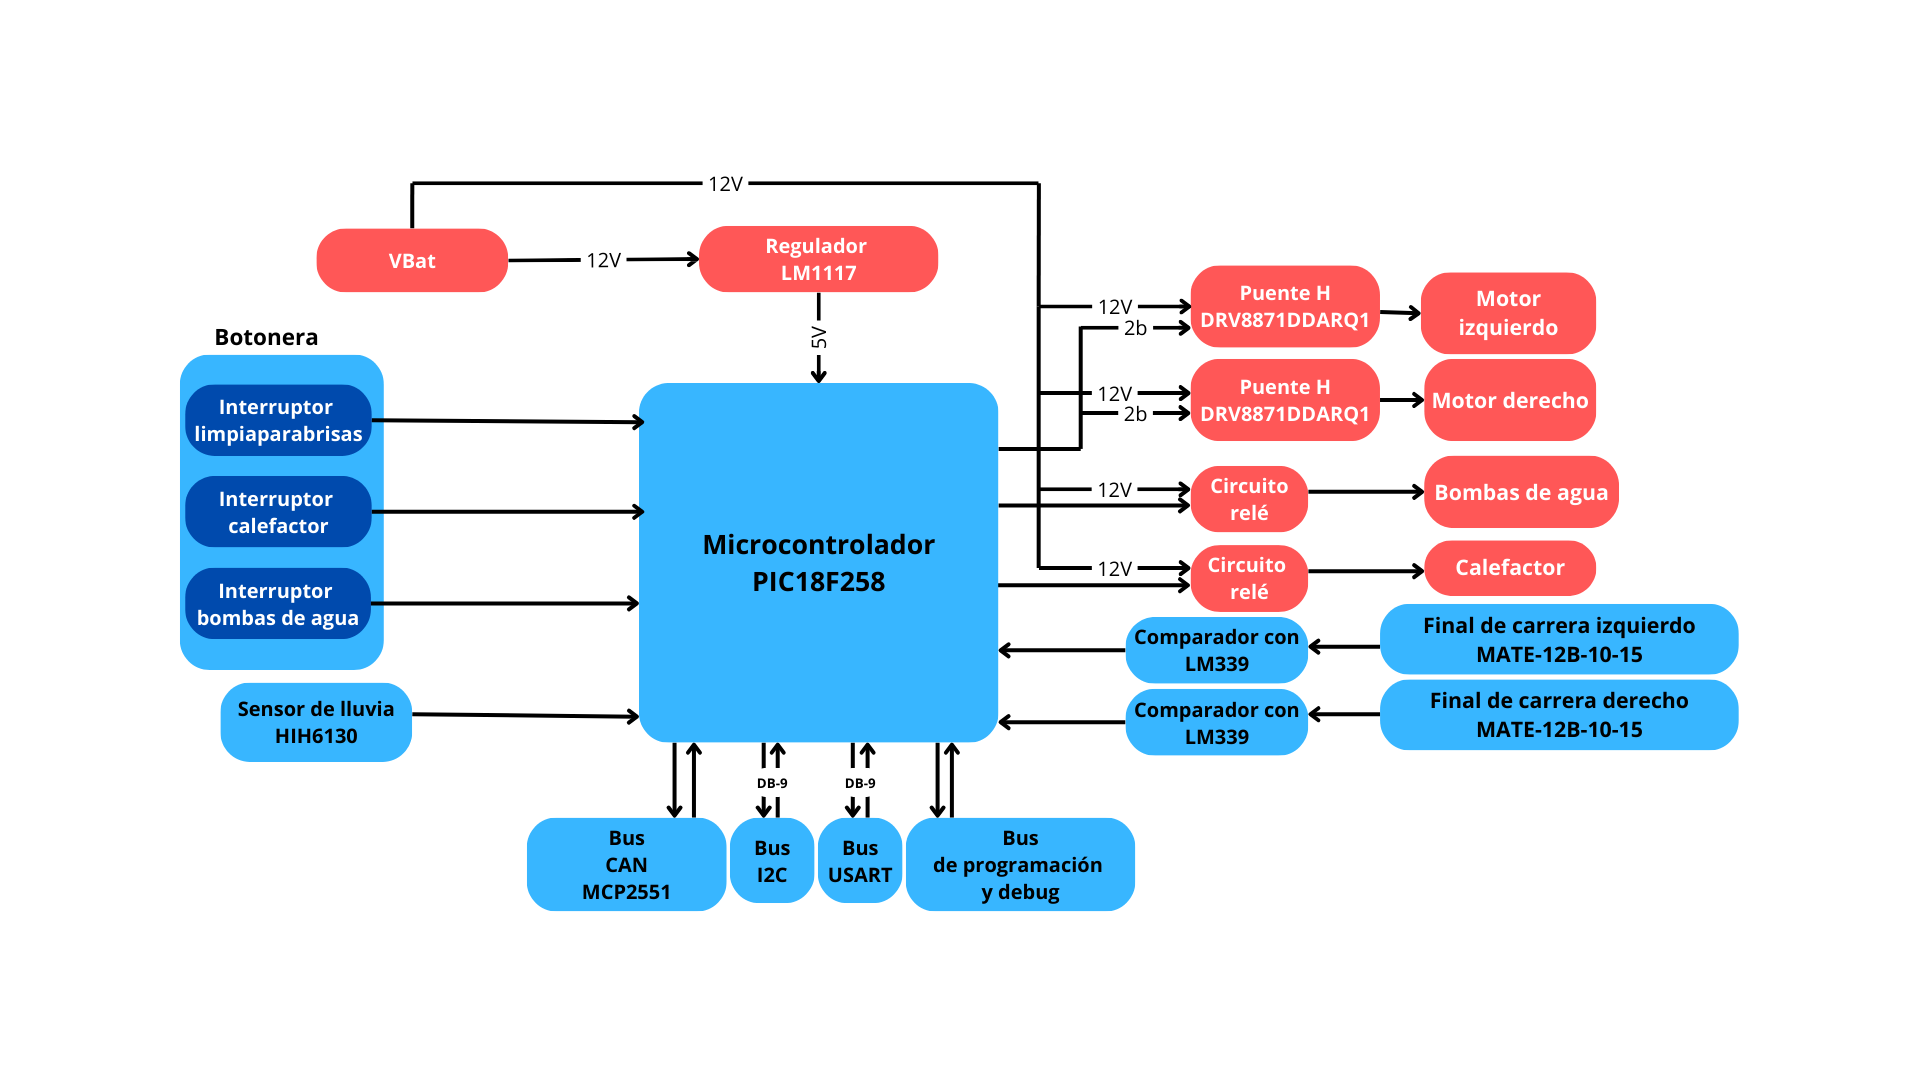 12V
VBat
12V
Regulador
LM1117
5V
Botonera
Interruptor
limpiaparabrisas
Interruptor
calefactor
Interruptor
bombas de agua
Sensor de lluvia
HIH6130
Microcontrolador
PIC18F258
12V
2b
Puente H
DRV8871DDARQ1
Motor
izquierdo
12V
2b
Puente H
DRV8871DDARQ1
Motor derecho
12V
Circuito
relé
Bombas de agua
12V
Circuito
relé
Calefactor
Comparador con
LM339
Final de carrera izquierdo
MATE-12B-10-15
Comparador con
LM339
Final de carrera derecho
MATE-12B-10-15
DB-9
DB-9
Bus
CAN
MCP2551
Bus
I2C
Bus
USART
Bus
de programación
y debug